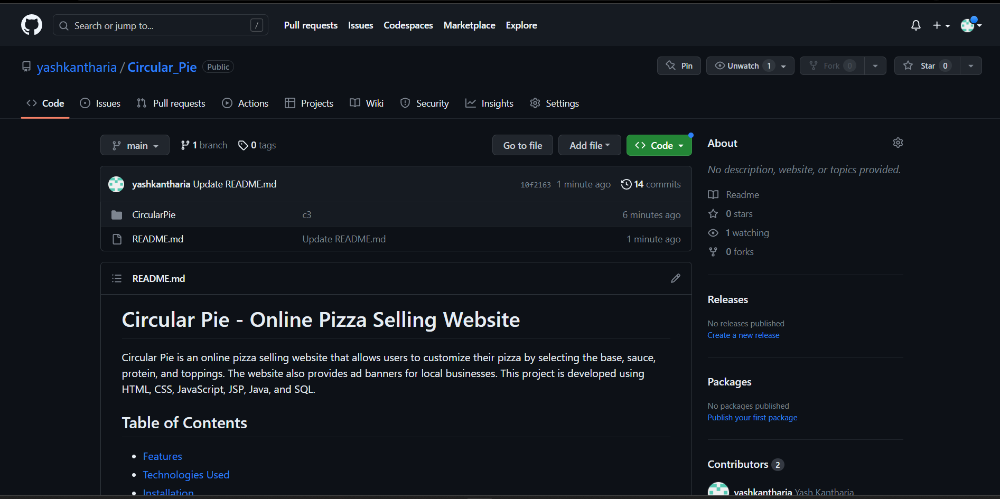 Search or jump to... /
Pull requests Issues Codespaces Marketplace Explore
yashkantharia / Circular_Pie Public
Pin Unwatch 1 Fork 0 Star 0
Code Issues Pull requests Actions Projects Wiki Security Insights Settings
main 1 branch 0 tags Go to file Add file Code
yashkantharia Update README.md 10f2163 1 minute ago 14 commits
CircularPie c3 6 minutes ago
README.md Update README.md 1 minute ago
README.md
Circular Pie - Online Pizza Selling Website
Circular Pie is an online pizza selling website that allows users to customize their pizza by selecting the base, sauce,
protein, and toppings. The website also provides ad banners for local businesses. This project is developed using
HTML, CSS, JavaScript, JSP, Java, and SQL.
Table of Contents
Features
Technologies Used
Installation
About
No description, website, or topics provided.
Readme
0 stars
1 watching
0 forks
Releases
No releases published
Create a new release
Packages
No packages published
Publish your first package
Contributors 2
yashkantharia Yash Kantharia